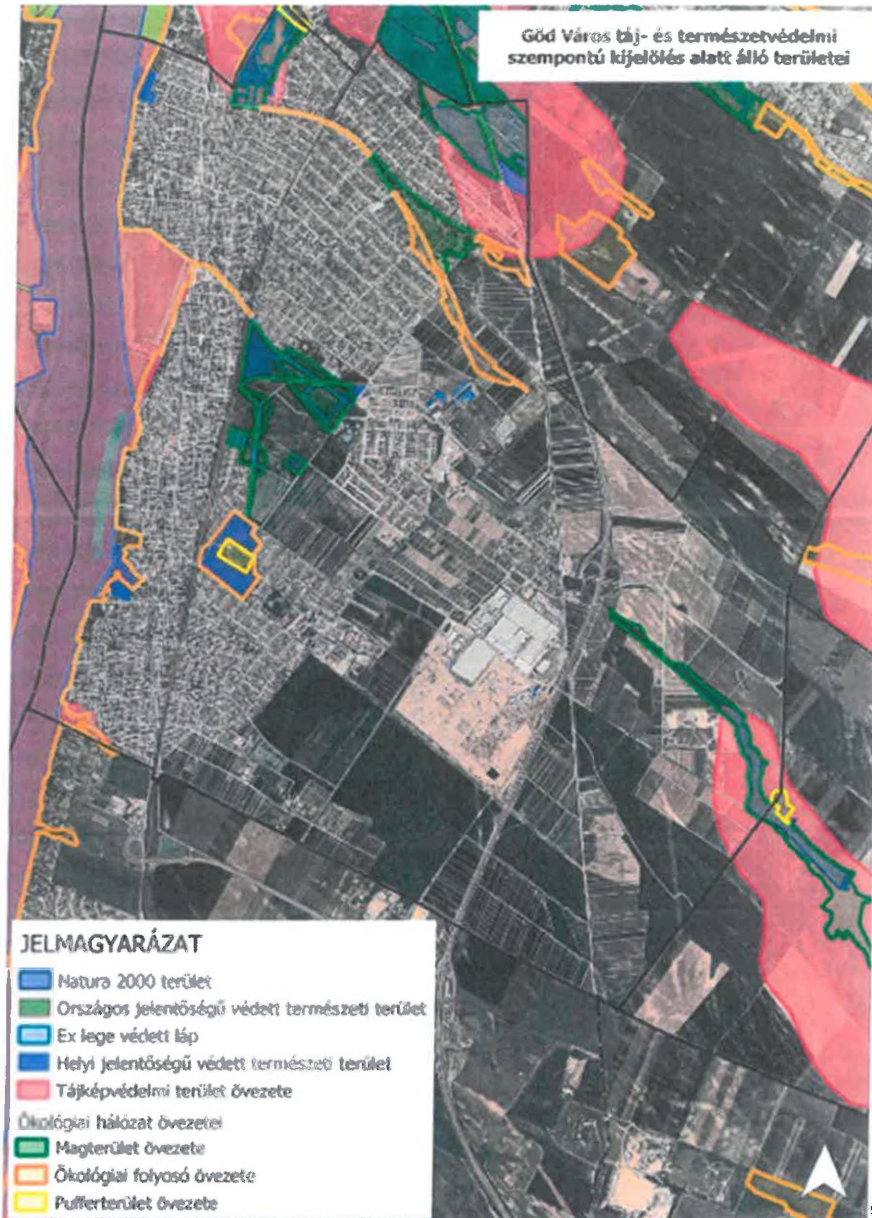 Göd Város táj- és természetvédelmi
szempontú kijelölés alatt álló területei
JELMAGYARÁZAT
Natura 2000 terület
Országos jelentőségű védett természeti terület
Ex lege védett láp
Helyi jelentőségű védett természeti terület
Tájképvédelmi terület övezete
Ökológiai hálózat övezetei
Magterület övezete
Ökológiai folyosó övezete
Pufferterület övezete